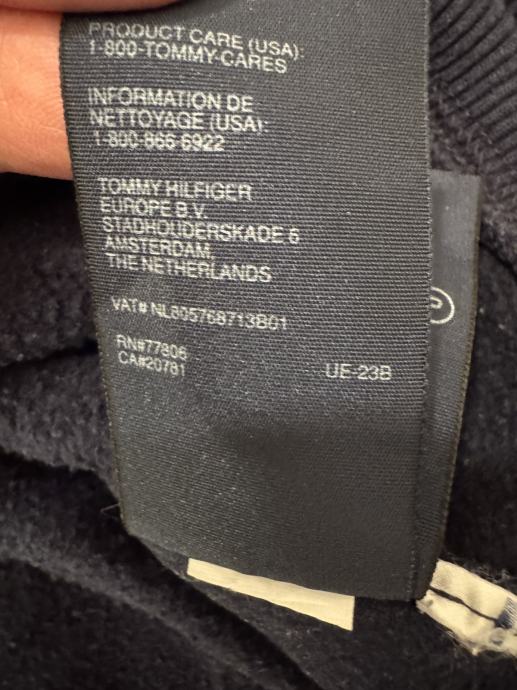 PRODUCT CARE (USA):
1-800-TOMMY-CARES
INFORMATION DE
NETTOYAGE (USA):
1-800-866-6922
TOMMY HILFIGER
EUROPE B.V.
STADHOUDERSKADE 6
AMSTERDAM,
THE NETHERLANDS
VAT# NL805768713B01
RN#77806
CA#20781
UE-23B